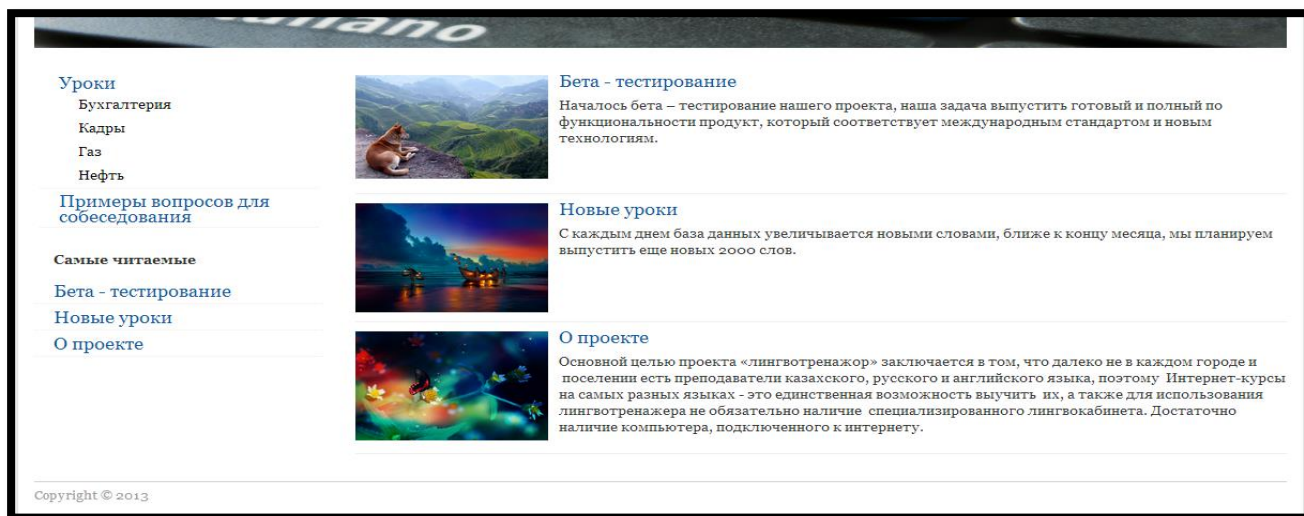 Уроки
Бухгалтерия
Кадры
Газ
Нефть
Примеры вопросов для
собеседования
Самые читаемые
Бета - тестирование
Новые уроки
О проекте
Бета - тестирование
Началось бета – тестирование нашего проекта, наша задача выпустить готовый и полный по
функциональности продукт, который соответствует международным стандартом и новым
технологиям.
Новые уроки
С каждым днем база данных увеличивается новыми словами, ближе к концу месяца, мы планируем
выпустить еще новых 2000 слов.
О проекте
Основной целью проекта «лингвотренажор» заключается в том, что далеко не в каждом городе и
поселении есть преподаватели казахского, русского и английского языка, поэтому Интернет-курсы
на самых разных языках - это единственная возможность выучить их, а также для использования
лингвотренажера не обязательно наличие специализированного лингвокабинета. Достаточно
наличие компьютера, подключенного к интернету.
Copyright © 2013